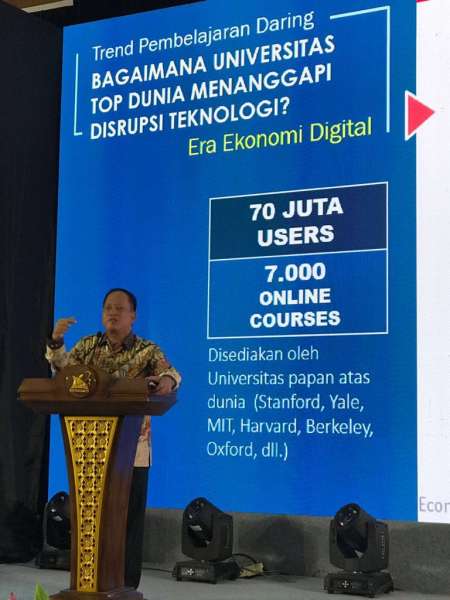 Trend Pembelajaran Daring
BAGAIMANA UNIVERSITAS
TOP DUNIA MENANGGAPI
DISRUPSI TEKNOLOGI?
Era Ekonomi Digital
70 JUTA
USERS
7.000
ONLINE
COURSES
Disediakan oleh
Universitas papan atas
dunia (Stanford, Yale,
MIT, Harvard, Berkeley,
Oxford, dll.)
Econ